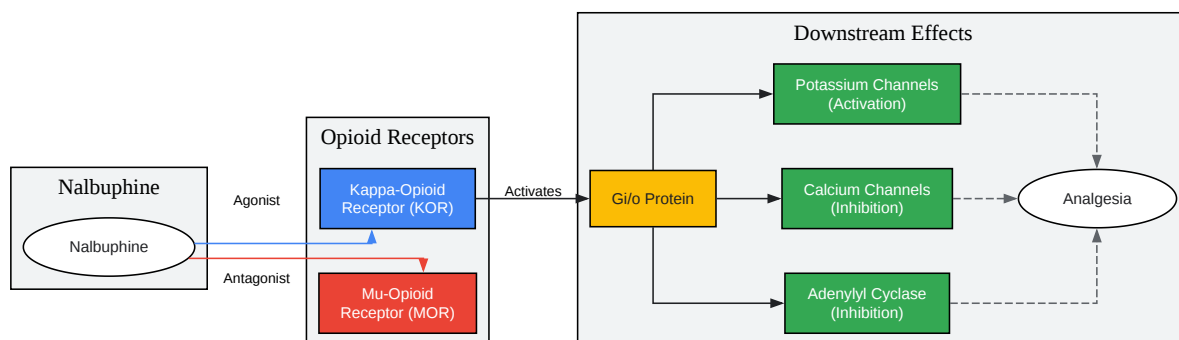 Nalbuphine
Nalbuphine
Agonist
Antagonist
Opioid Receptors
Kappa-Opioid
Receptor (KOR)
Mu-Opioid
Receptor (MOR)
Activates
Downstream Effects
Gi/o Protein
Potassium Channels
(Activation)
Calcium Channels
(Inhibition)
Adenylyl Cyclase
(Inhibition)
Analgesia